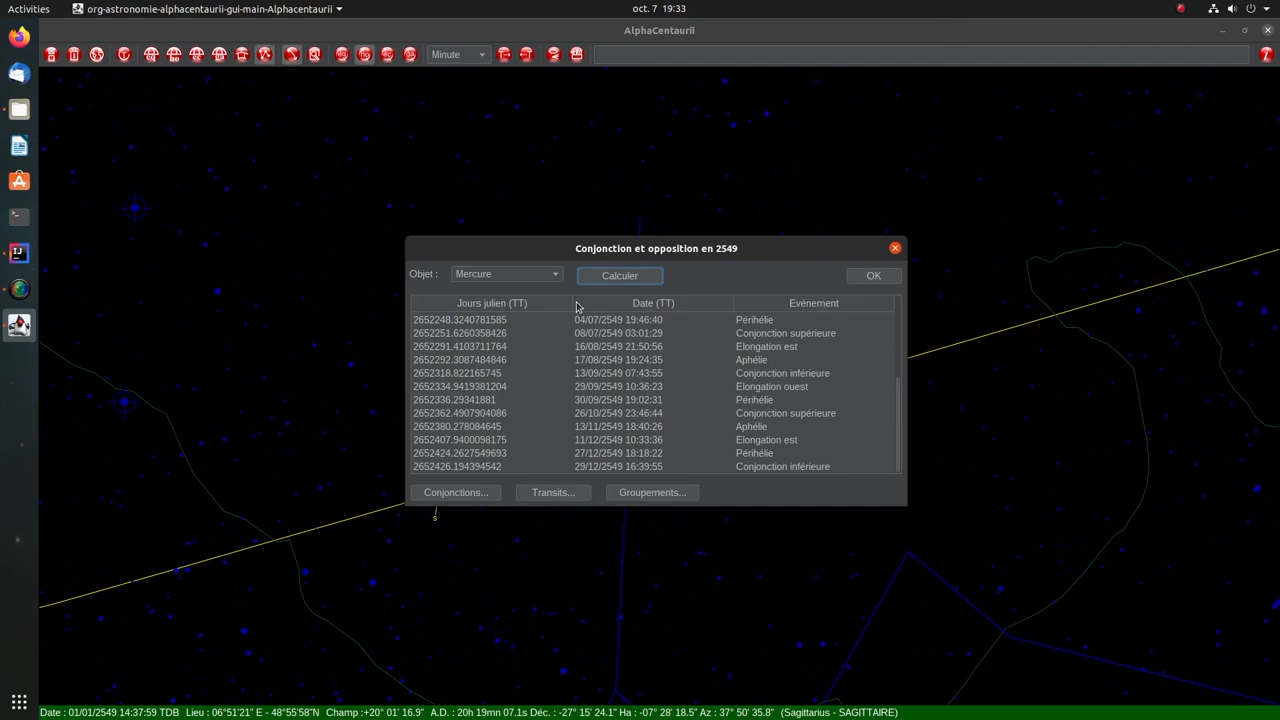 Activities org-astronomie-alphacentaurii-gui-main-Alphacentaurii oct. 7 19:33
AlphaCentaurii
Minute
Conjonction et opposition en 2549
Objet : Mercure Calculer OK
Jours julien (TT) Date (TT) Evénement
2652248.3240781585 04/07/2549 19:46:40 Périhélie
2652251.6260358426 08/07/2549 03:01:29 Conjonction supérieure
2652291.4103711764 16/08/2549 21:50:56 Elongation est
2652292.3087484846 17/08/2549 19:24:35 Aphélie
2652318.822165745 13/09/2549 07:43:55 Conjonction inférieure
2652334.9419381204 29/09/2549 10:36:23 Elongation ouest
2652336.29341881 30/09/2549 19:02:31 Périhélie
2652362.4907904086 26/10/2549 23:46:44 Conjonction supérieure
2652380.278084645 13/11/2549 18:40:26 Aphélie
2652407.9400098175 11/12/2549 10:33:36 Elongation est
2652424.2627549693 27/12/2549 18:18:22 Périhélie
2652426.194394542 29/12/2549 16:39:55 Conjonction inférieure
Conjonctions... Transits... Groupements...
s
Date : 01/01/2549 14:37:59 TDB Lieu : 06°51'21" E - 48°55'58"N Champ :+20° 01' 16.9" A.D. : 20h 19mn 07.1s Déc. : -27° 15' 24.1" Ha : -07° 28' 18.5" Az : 37° 50' 35.8" (Sagittarius - SAGITTAIRE)